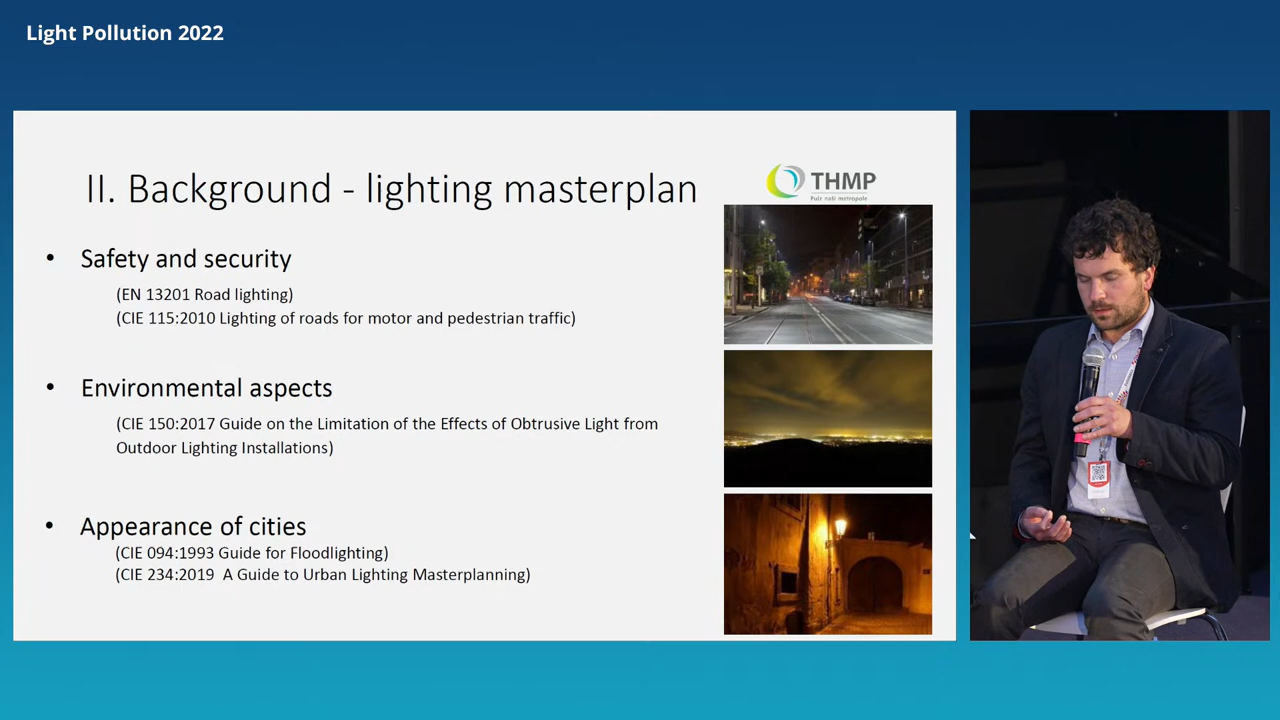 Light Pollution 2022
II. Background - lighting masterplan
THMP
Pulz naší metropole
• Safety and security
(EN 13201 Road lighting)
(CIE 115:2010 Lighting of roads for motor and pedestrian traffic)
• Environmental aspects
(CIE 150:2017 Guide on the Limitation of the Effects of Obtrusive Light from
Outdoor Lighting Installations)
• Appearance of cities
(CIE 094:1993 Guide for Floodlighting)
(CIE 234:2019 A Guide to Urban Lighting Masterplanning)